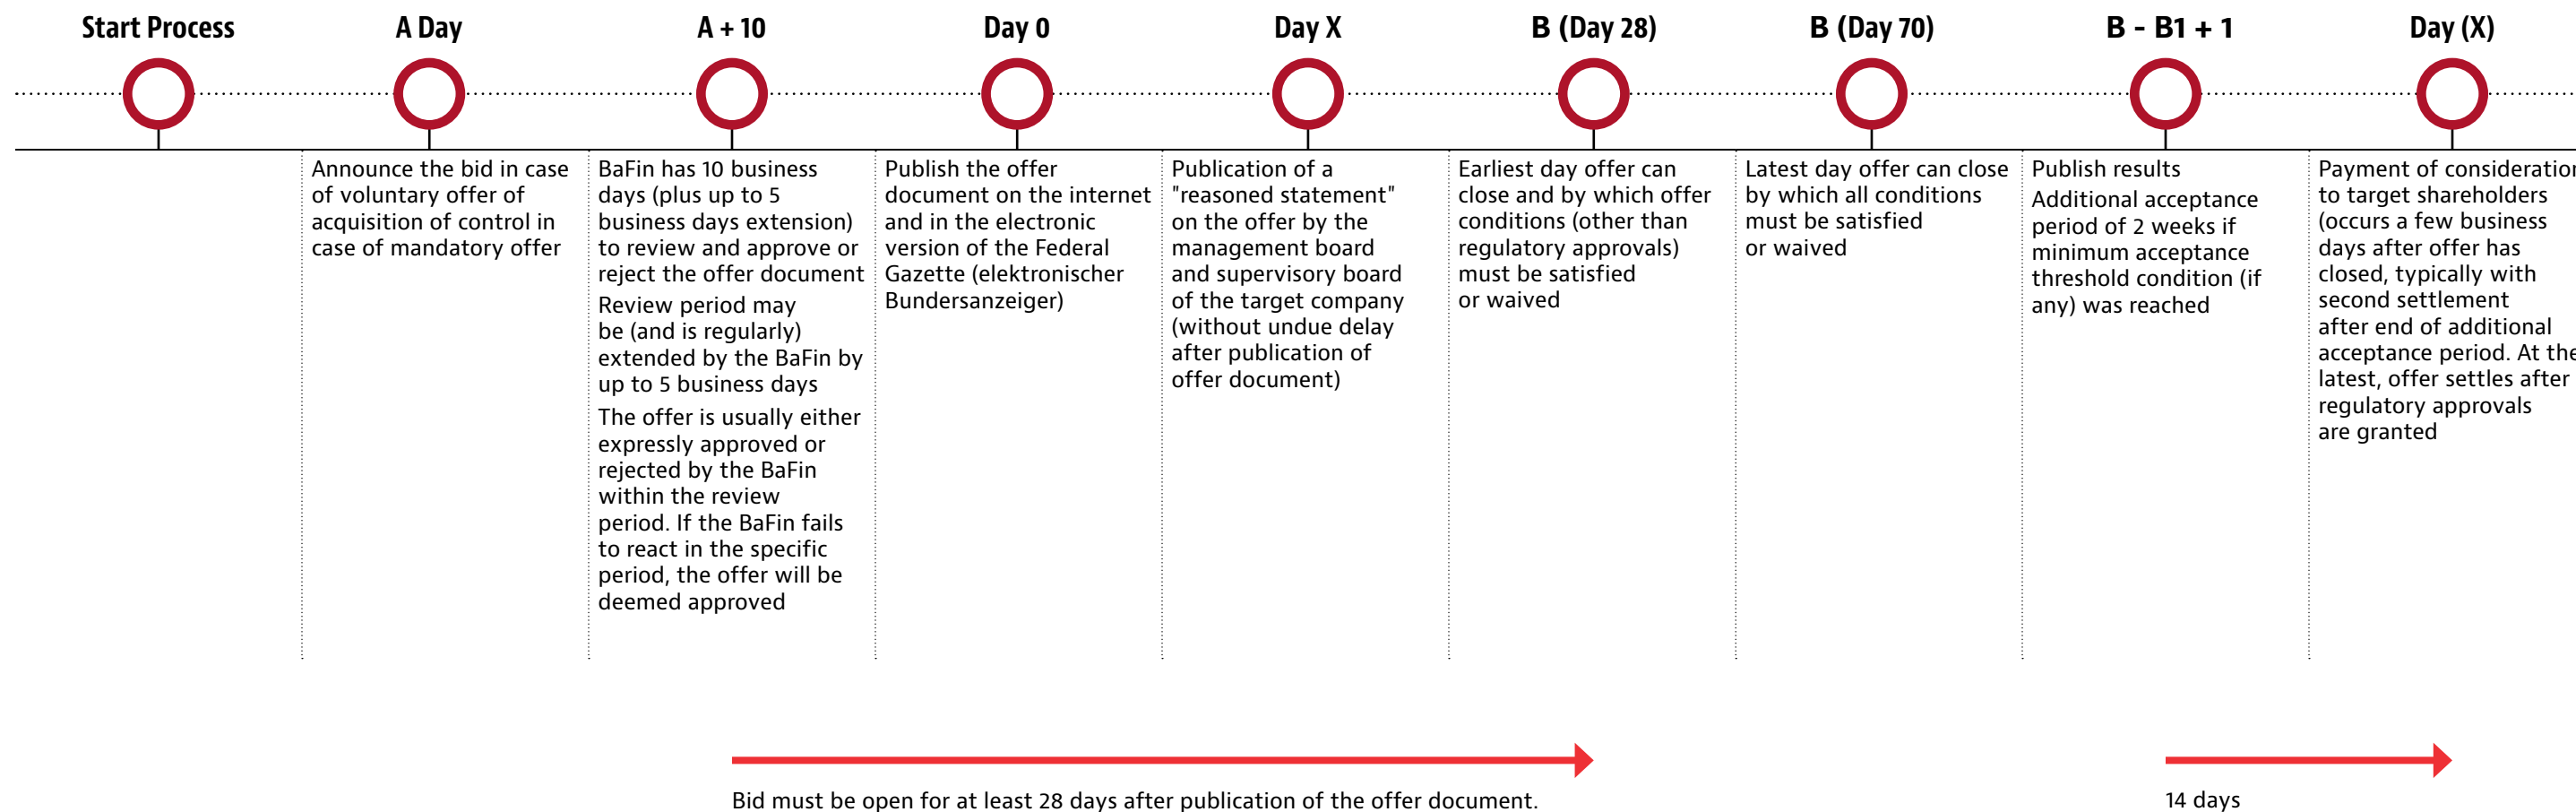 Start Process
A Day
A + 10
Day 0
Day X
B (Day 28)
B (Day 70)
B - B1 + 1
Day (X)
Announce the bid in case
of voluntary offer of
acquisition of control in
case of mandatory offer
BaFin has 10 business
days (plus up to 5
business days extension)
to review and approve or
reject the offer document
Review period may
be (and is regularly)
extended by the BaFin by
up to 5 business days
The offer is usually either
expressly approved or
rejected by the BaFin
within the review
period. If the BaFin fails
to react in the specific
period, the offer will be
deemed approved
Publish the offer
document on the internet
and in the electronic
version of the Federal
Gazette (elektronischer
Bundersanzeiger)
Publication of a
"reasoned statement"
on the offer by the
management board
and supervisory board
of the target company
(without undue delay
after publication of
offer document)
Earliest day offer can
close and by which offer
conditions (other than
regulatory approvals)
must be satisfied
or waived
Latest day offer can close
by which all conditions
must be satisfied
or waived
Publish results
Additional acceptance
period of 2 weeks if
minimum acceptance
threshold condition (if
any) was reached
Payment of consideration
to target shareholders
(occurs a few business
days after offer has
closed, typically with
second settlement
after end of additional
acceptance period. At the
latest, offer settles after
regulatory approvals
are granted
Bid must be open for at least 28 days after publication of the offer document.
14 days